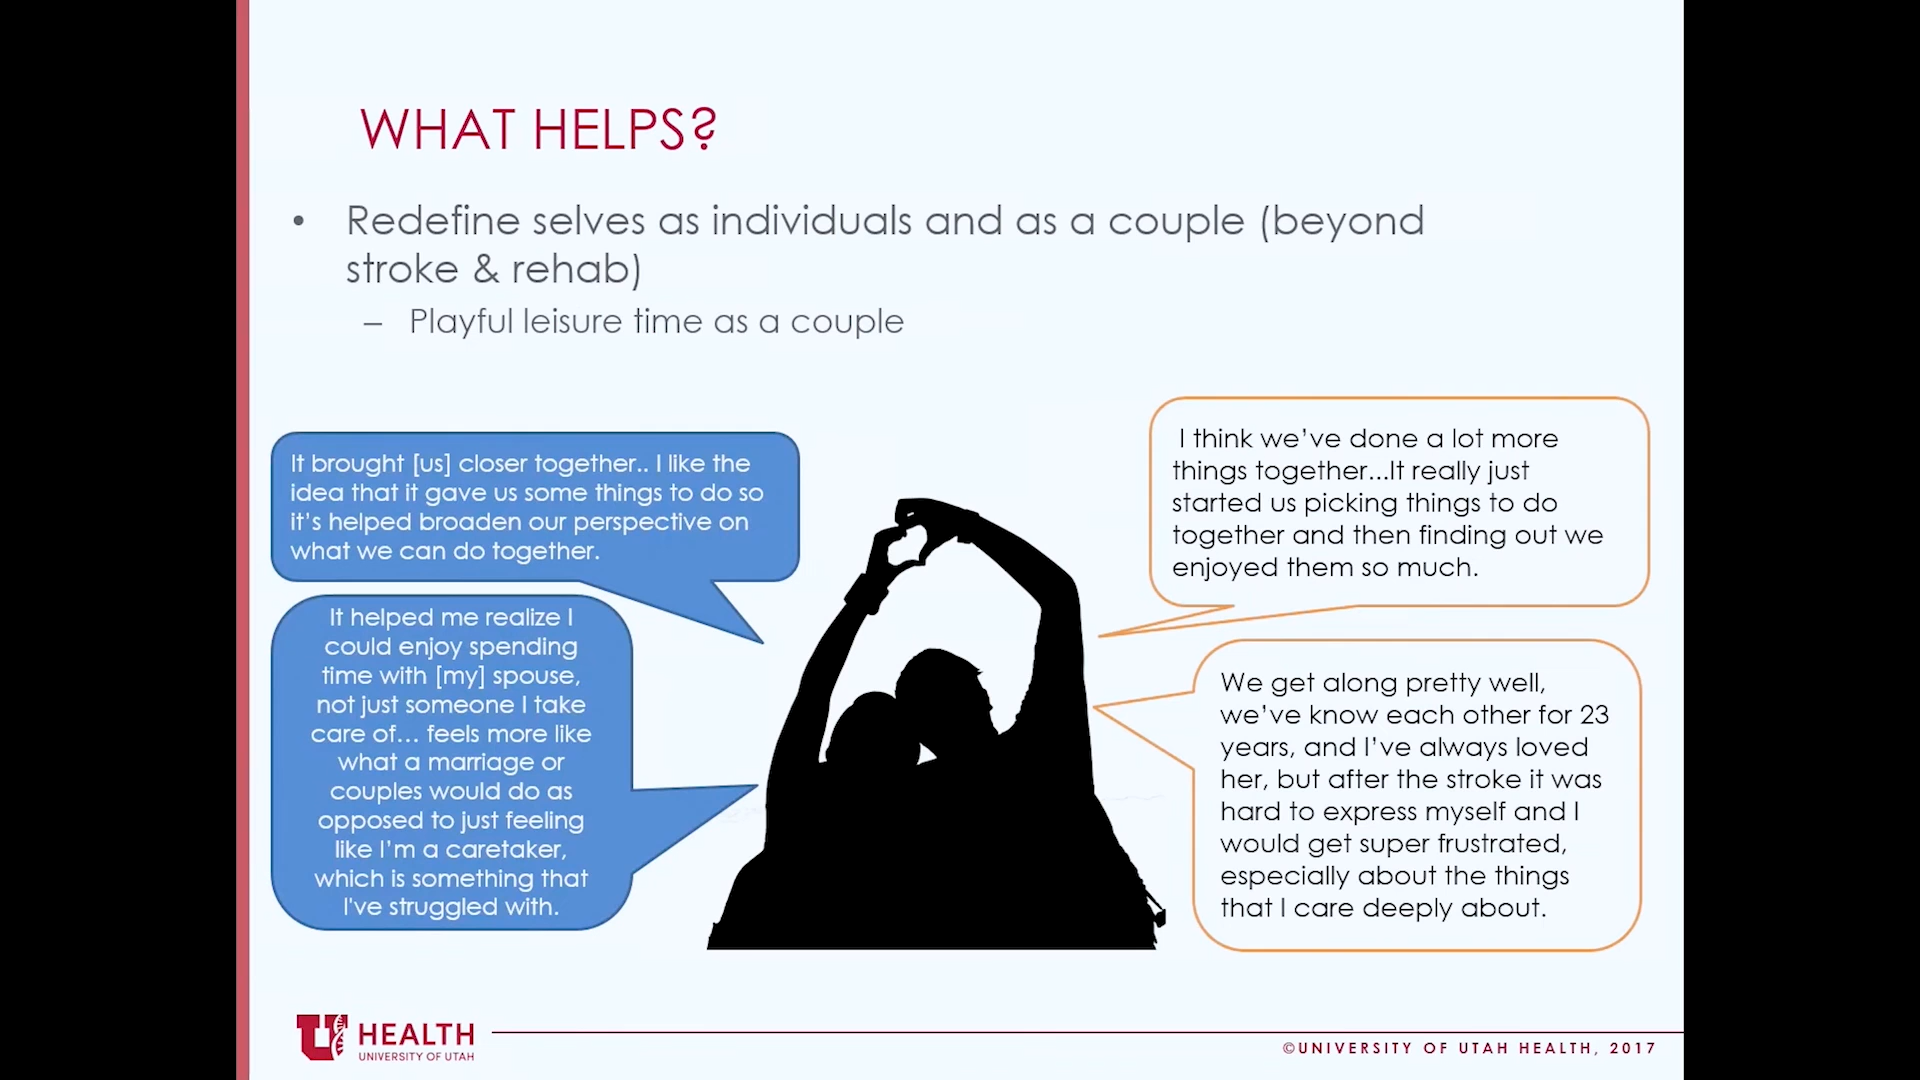 WHAT HELPS?
• Redefine selves as individuals and as a couple (beyond
stroke & rehab)
– Playful leisure time as a couple
It brought [us] closer together.. I like the
idea that it gave us some things to do so
it's helped broaden our perspective on
what we can do together.
It helped me realize I
could enjoy spending
time with [my] spouse,
not just someone I take
care of... feels more like
what a marriage or
couples would do as
opposed to just feeling
like I'm a caretaker,
which is something that
I've struggled with.
I think we've done a lot more
things together...It really just
started us picking things to do
together and then finding out we
enjoyed them so much.
We get along pretty well,
we've know each other for 23
years, and I've always loved
her, but after the stroke it was
hard to express myself and I
would get super frustrated,
especially about the things
that I care deeply about.
U HEALTH
UNIVERSITY OF UTAH
©UNIVERSITY OF UTAH HEALTH, 2017